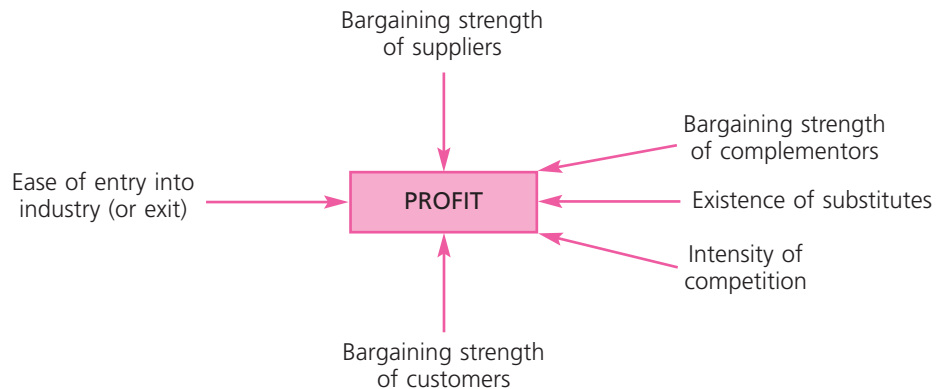 Bargaining strength
of suppliers
Bargaining strength
of complementors
Ease of entry into
industry (or exit)
PROFIT
Existence of substitutes
Intensity of
competition
Bargaining strength
of customers